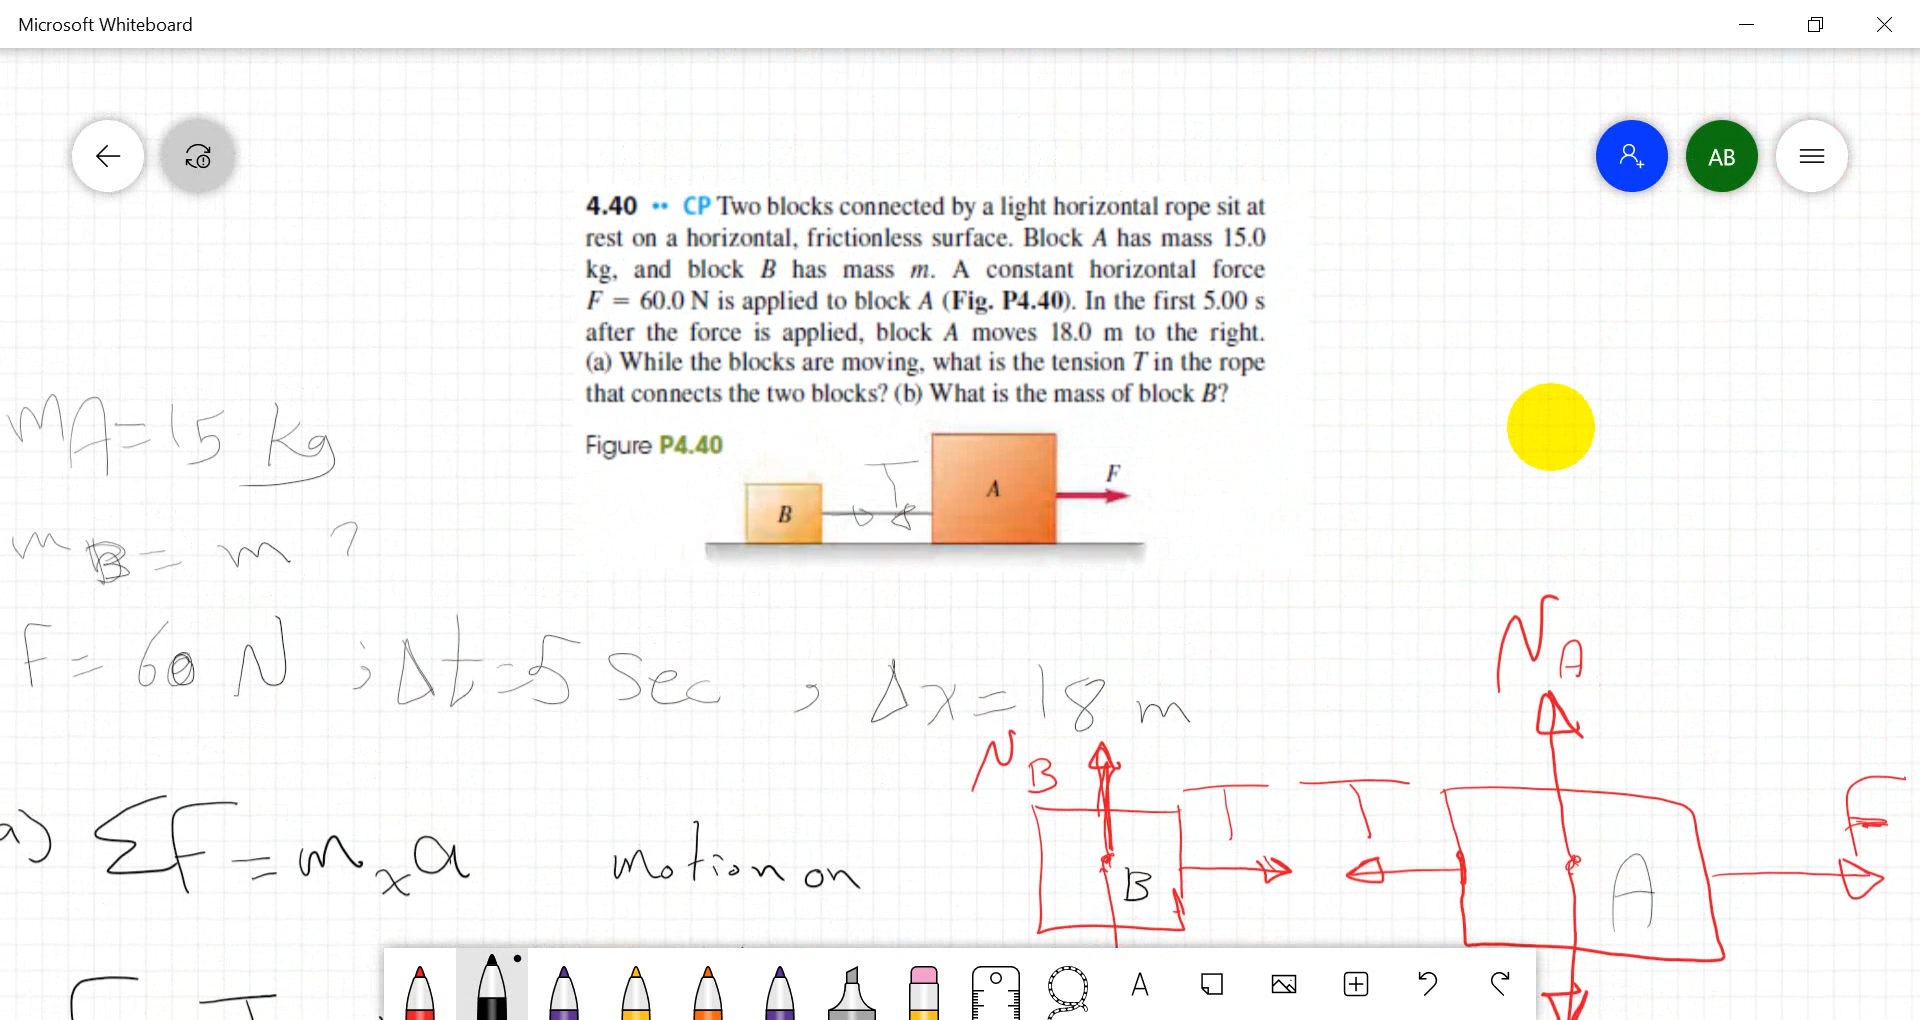 Microsoft Whiteboard
AB
4.40 •• CP Two blocks connected by a light horizontal rope sit at
rest on a horizontal, frictionless surface. Block A has mass 15.0
kg, and block B has mass m. A constant horizontal force
F = 60.0 N is applied to block A (Fig. P4.40). In the first 5.00 s
after the force is applied, block A moves 18.0 m to the right.
(a) While the blocks are moving, what is the tension T in the rope
that connects the two blocks? (b) What is the mass of block B?
Figure P4.40
B
T
A
F
mA=15 kg
mB=m ?
F=60 N ; Δt=5 Sec , Δx=18 m
NB
NA
T
T
F
B
A
a) ΣF=m x a motion on
T
A